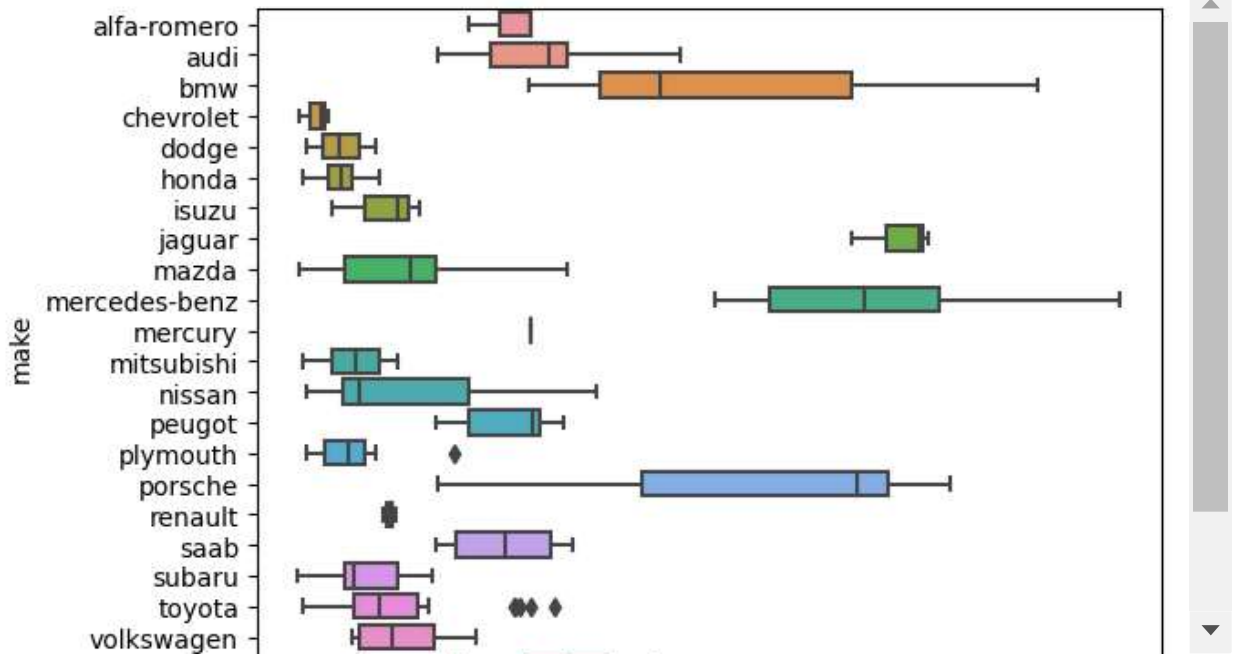 alfa-romero
audi
bmw
chevrolet
dodge
honda
isuzu
jaguar
mazda
mercedes-benz
mercury
mitsubishi
nissan
peugot
plymouth
porsche
renault
saab
subaru
toyota
volkswagen
make